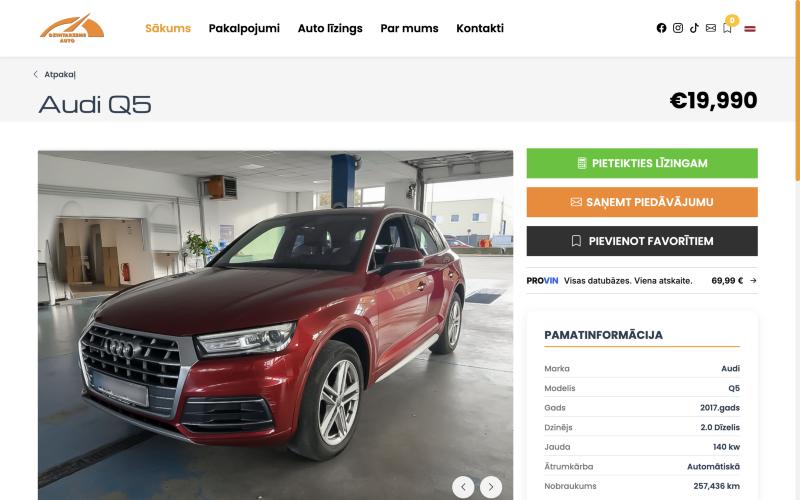 DZINTARZEME
AUTO
Sākums
Pakalpojumi
Auto līzings
Par mums
Kontakti
0
Atpakaļ
Audi Q5
€19,990
PIETEIKTIES LĪZINGAM
SAŅEMT PIEDĀVĀJUMU
PIEVIENOT FAVORĪTIEM
PROVIN Visas datubāzes. Viena atskaite. 69,99 € →
PAMATINFORMĀCIJA
Marka Audi
Modelis Q5
Gads 2017.gads
Dzinējs 2.0 Dīzelis
Jauda 140 kw
Ātrumkārba Automātiskā
Nobraukums 257,436 km